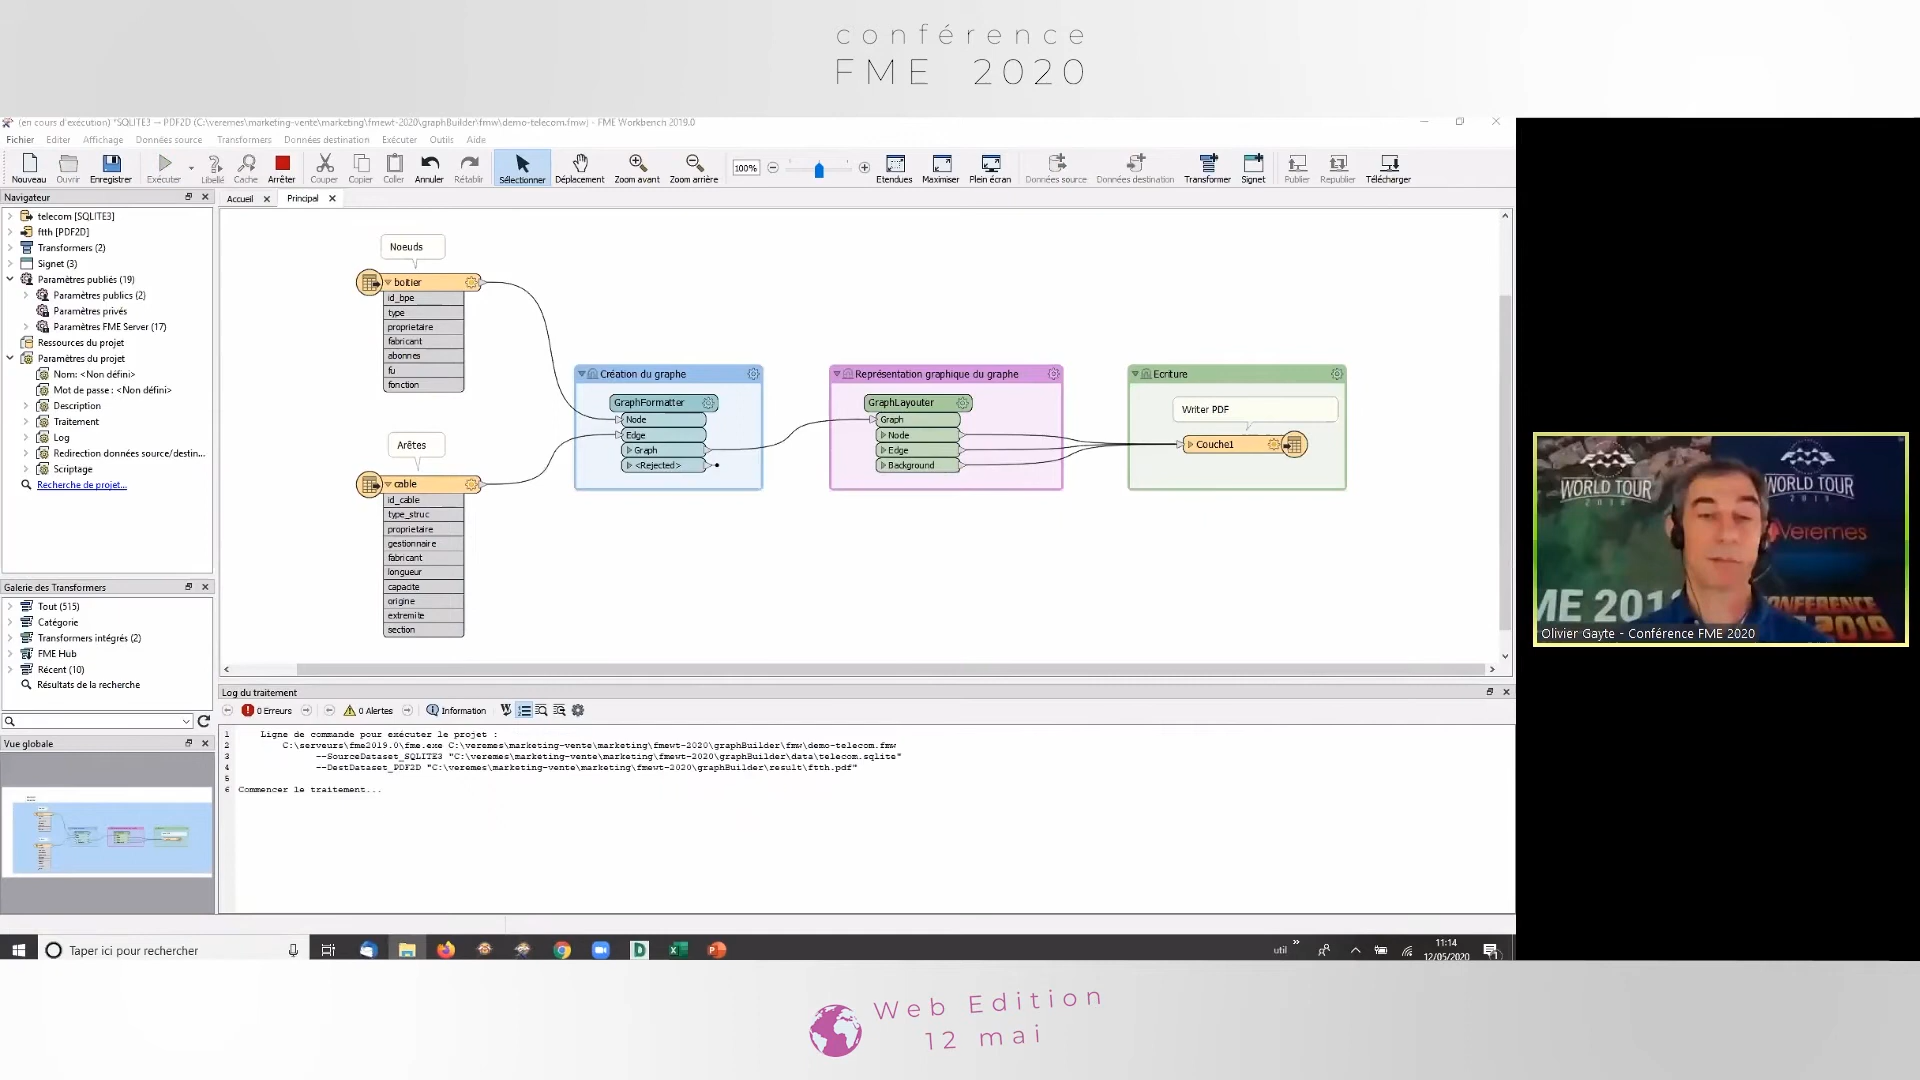 conférence
FME 2020
(en cours d'exécution) *SQLITE3 → PDF2D (C:\veremes\marketing-vente\marketing\fmewt-2020\graphBuilder\fmw\demo-telecom.fmw) - FME Workbench 2019.0
Fichier Editer Affichage Données source Transformers Données destination Exécuter Outils Aide
Nouveau Ouvrir Enregistrer Exécuter Libellé Cache Arrêter Couper Copier Coller Annuler Rétablir Sélectionner Déplacement Zoom avant Zoom arrière 100% Etendues Maximiser Plein écran Données source Données destination Transformer Signet Publier Republier Télécharger
Navigateur
telecom [SQLITE3]
ftth [PDF2D]
Transformers (2)
Signet (3)
Paramètres publiés (19)
Paramètres publics (2)
Paramètres privés
Paramètres FME Server (17)
Ressources du projet
Paramètres du projet
Nom: <Non défini>
Mot de passe : <Non défini>
Description
Traitement
Log
Redirection données source/destin...
Scriptage
Recherche de projet...
Galerie des Transformers
Tout (515)
Catégorie
Transformers intégrés (2)
FME Hub
Récent (10)
Résultats de la recherche
Vue globale
Accueil Principal
Noeuds
boitier
id_bpe
type
proprietaire
fabricant
abonnes
fu
fonction
Arêtes
cable
id_cable
type_struc
proprietaire
gestionnaire
fabricant
longueur
capacite
origine
extremite
section
Création du graphe
GraphFormatter
Node
Edge
Graph
<Rejected>
Représentation graphique du graphe
GraphLayouter
Graph
Node
Edge
Background
Ecriture
Writer PDF
Couche1
Log du traitement
0 Erreurs 0 Alertes Information
1 Ligne de commande pour exécuter le projet :
2 C:\serveurs\fme2019.0\fme.exe C:\veremes\marketing-vente\marketing\fmewt-2020\graphBuilder\fmw\demo-telecom.fmw
3 --SourceDataset_SQLITE3 "C:\veremes\marketing-vente\marketing\fmewt-2020\graphBuilder\data\telecom.sqlite"
4 --DestDataset_PDF2D "C:\veremes\marketing-vente\marketing\fmewt-2020\graphBuilder\result\ftth.pdf"
5
6 Commencer le traitement...
WORLD TOUR
WORLD TOUR
2019
Veremes
CONFERENCE
2019
Olivier Gayte - Conférence FME 2020
Taper ici pour rechercher
util
11:14
12/05/2020
Web Edition
12 mai